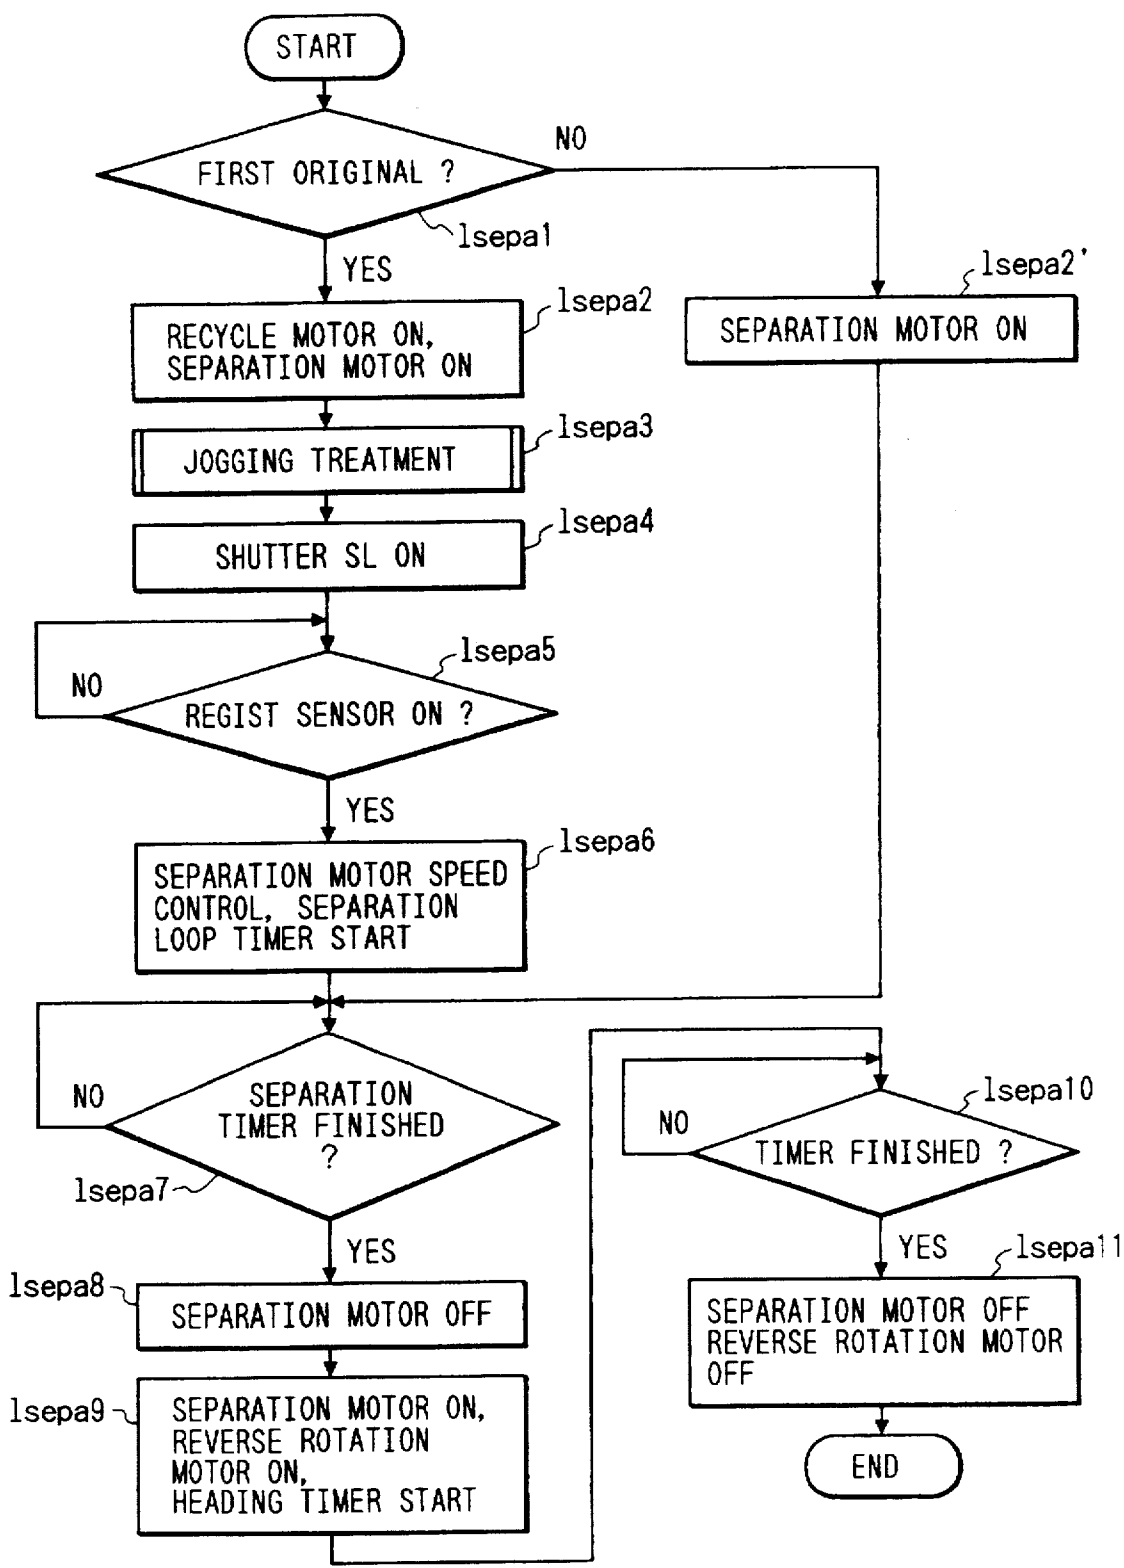 START
FIRST ORIGINAL ?
NO
lsepa1
YES
lsepa2
RECYCLE MOTOR ON,
SEPARATION MOTOR ON
lsepa2'
SEPARATION MOTOR ON
lsepa3
JOGGING TREATMENT
lsepa4
SHUTTER SL ON
lsepa5
NO
REGIST SENSOR ON ?
YES
lsepa6
SEPARATION MOTOR SPEED
CONTROL, SEPARATION
LOOP TIMER START
NO
SEPARATION
TIMER FINISHED
?
lsepa7
YES
lsepa8
SEPARATION MOTOR OFF
lsepa9
SEPARATION MOTOR ON,
REVERSE ROTATION
MOTOR ON,
HEADING TIMER START
lsepa10
NO
TIMER FINISHED ?
YES
lsepa11
SEPARATION MOTOR OFF
REVERSE ROTATION MOTOR
OFF
END